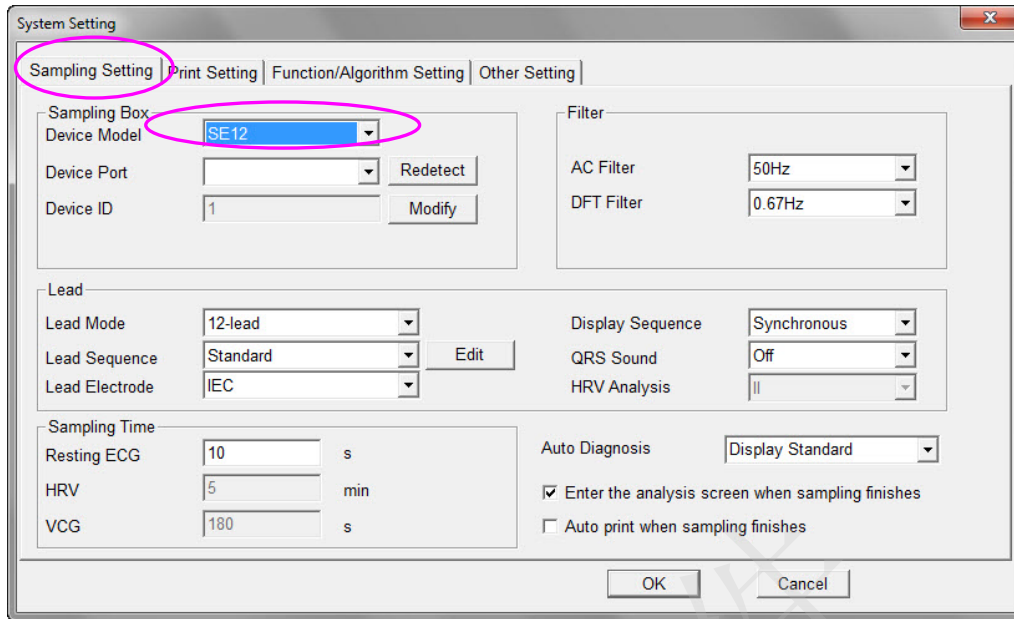 System Setting
Sampling Setting Print Setting Function/Algorithm Setting Other Setting
Sampling Box
Device Model SE12
Device Port Redetect
Device ID 1 Modify
Filter
AC Filter 50Hz
DFT Filter 0.67Hz
Lead
Lead Mode 12-lead
Lead Sequence Standard Edit
Lead Electrode IEC
Display Sequence Synchronous
QRS Sound Off
HRV Analysis II
Sampling Time
Resting ECG 10 s
HRV 5 min
VCG 180 s
Auto Diagnosis Display Standard
Enter the analysis screen when sampling finishes
Auto print when sampling finishes
OK Cancel